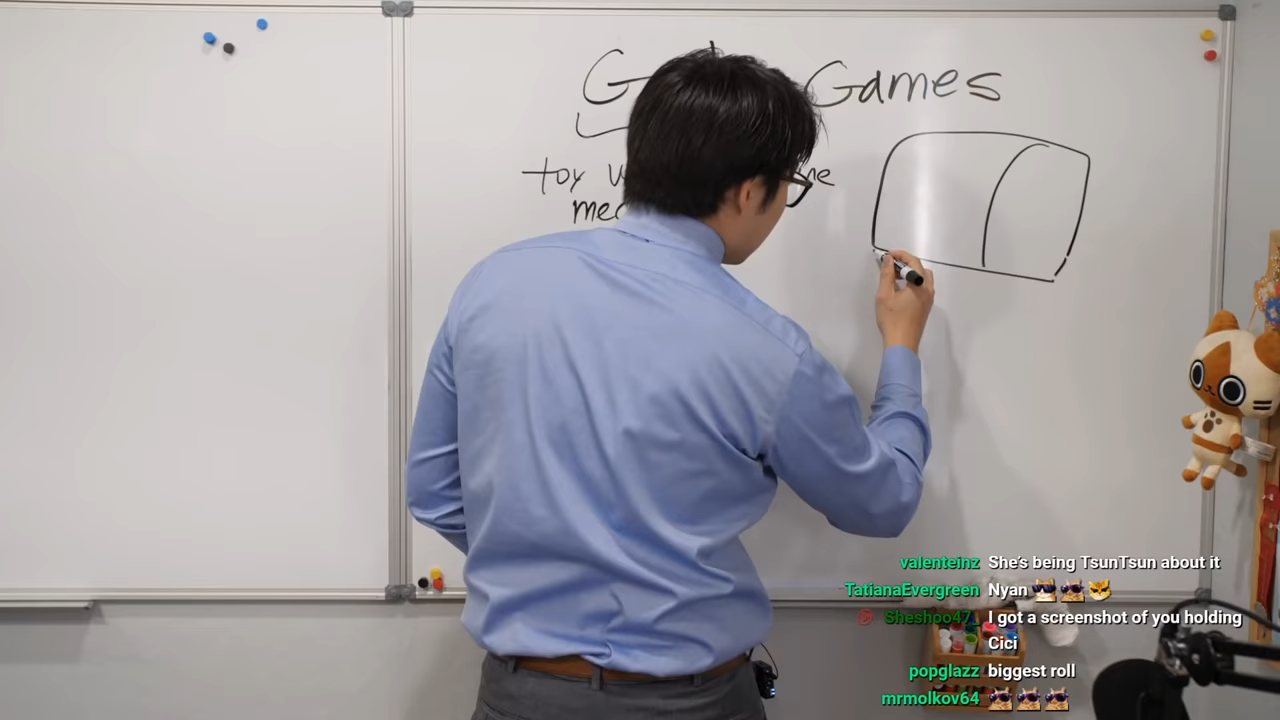 Games
toy
valenteinz She's being TsunTsun about it
TatianaEvergreen Nyan
Sheshoo47 I got a screenshot of you holding
Cici
popglazz biggest roll
mrmolkov64